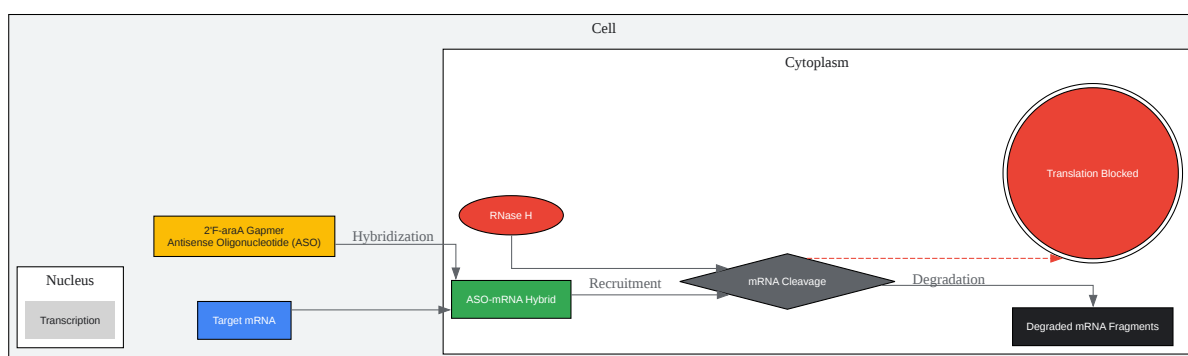 Cell
Cytoplasm
Translation Blocked
RNase H
2'F-araA Gapmer
Antisense Oligonucleotide (ASO)
Hybridization
Nucleus
Transcription
Target mRNA
ASO-mRNA Hybrid
Recruitment
mRNA Cleavage
Degradation
Degraded mRNA Fragments